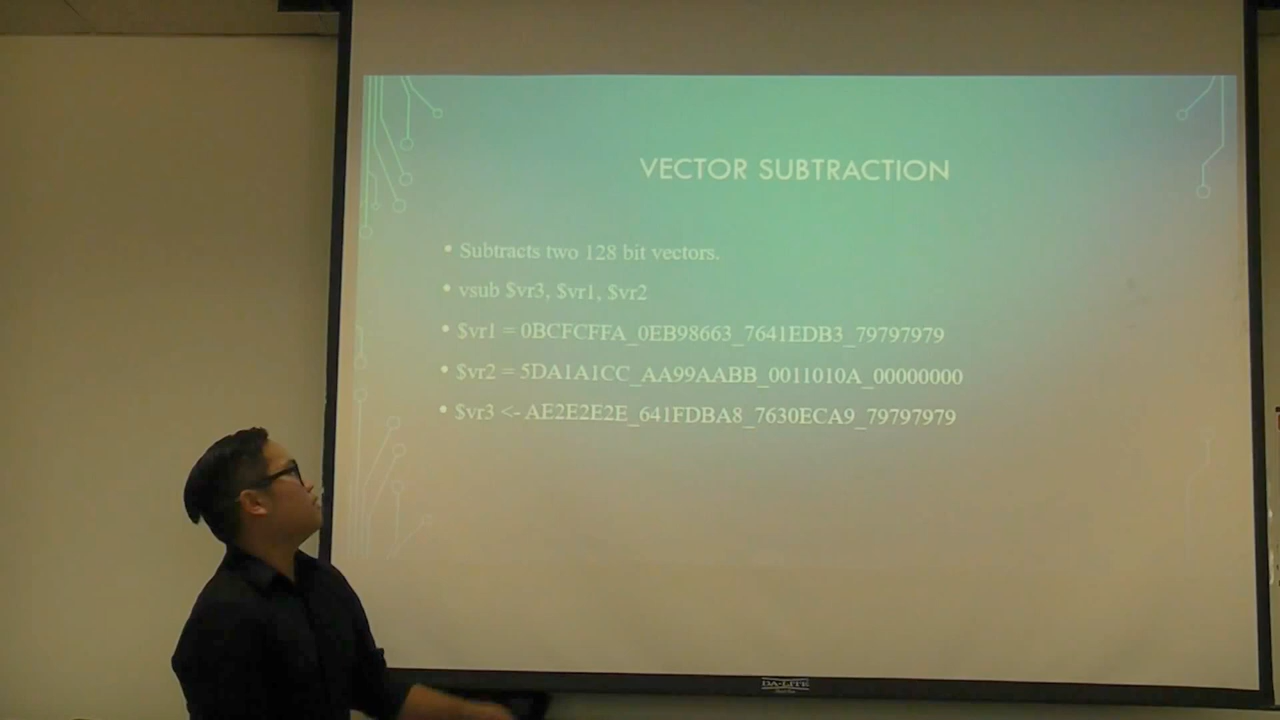 VECTOR SUBTRACTION
• Subtracts two 128 bit vectors.
• vsub $vr3, $vr1, $vr2
• $vr1 = 0BCFCFFA_0EB98663_7641EDB3_79797979
• $vr2 = 5DA1A1CC_AA99AABB_0011010A_00000000
• $vr3 <- AE2E2E2E_641FDBA8_7630ECA9_79797979
DA-LITE